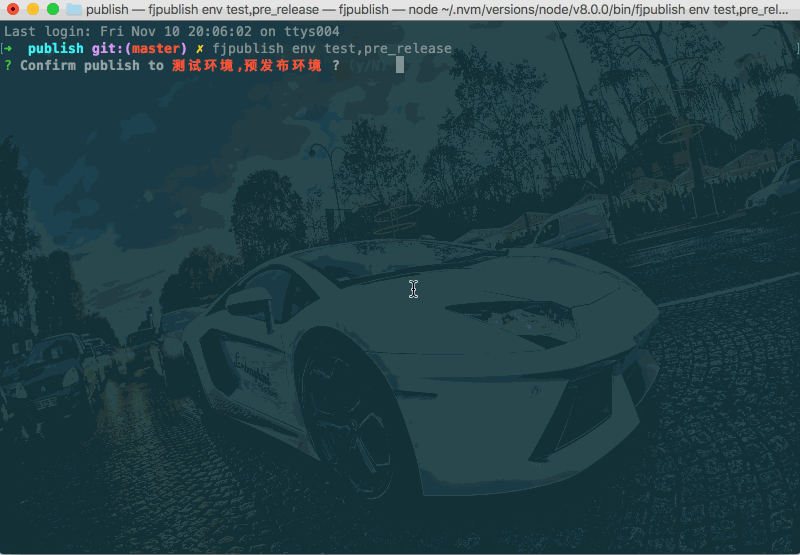 publish — fjpublish env test,pre_release — fjpublish — node ~/.nvm/versions/node/v8.0.0/bin/fjpublish env test,pre_rel...
Last login: Fri Nov 10 20:06:02 on ttys004
[➜  publish git:(master) ✗ fjpublish env test,pre_release ]
? Confirm publish to 测试环境,预发布环境 ? (y/N)